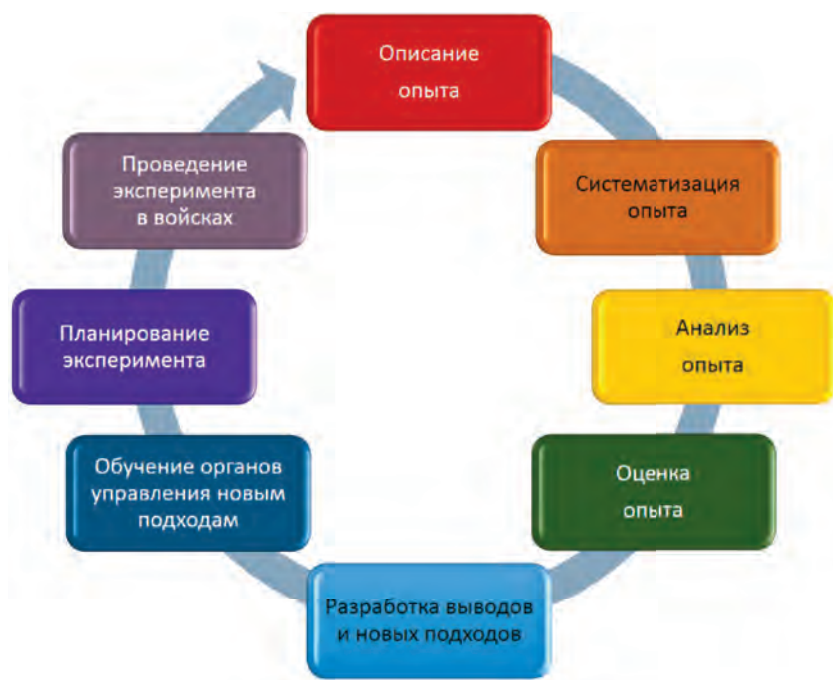 Описание
опыта
Систематизация
опыта
Анализ
опыта
Оценка
опыта
Разработка выводов
и новых подходов
Обучение органов
управления новым
подходам
Планирование
эксперимента
Проведение
эксперимента
в войсках